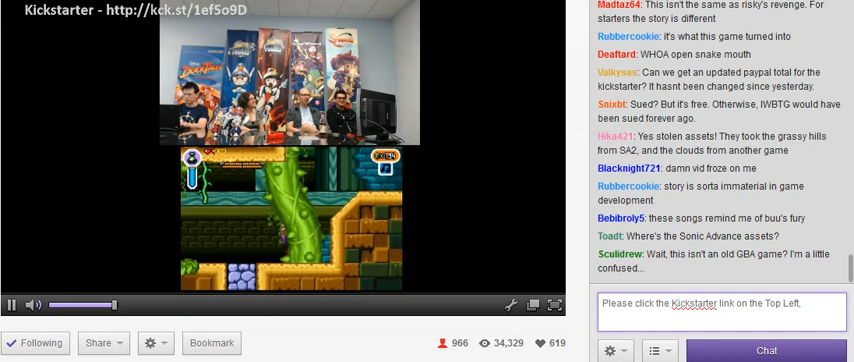 Kickstarter - http://kck.st/1ef5o9D
DUCKTALES
Following
Share
Bookmark
966
34,329
619
Madtaz64: This isn't the same as risky's revenge. For
starters the story is different
Rubbercookie: it's what this game turned into
Deaftard: WHOA open snake mouth
Valkysas: Can we get an updated paypal total for the
kickstarter? It hasnt been changed since yesterday.
Snixbt: Sued? But it's free. Otherwise, IWBTG would have
been sued forever ago.
Hika421: Yes stolen assets! They took the grassy hills
from SA2, and the clouds from another game
Blacknight721: damn vid froze on me
Rubbercookie: story is sorta immaterial in game
development
Bebibroly5: these songs remind me of buu's fury
Toadt: Where's the Sonic Advance assets?
Sculidrew: Wait, this isn't an old GBA game? I'm a little
confused...
Please click the Kickstarter link on the Top Left,
Chat